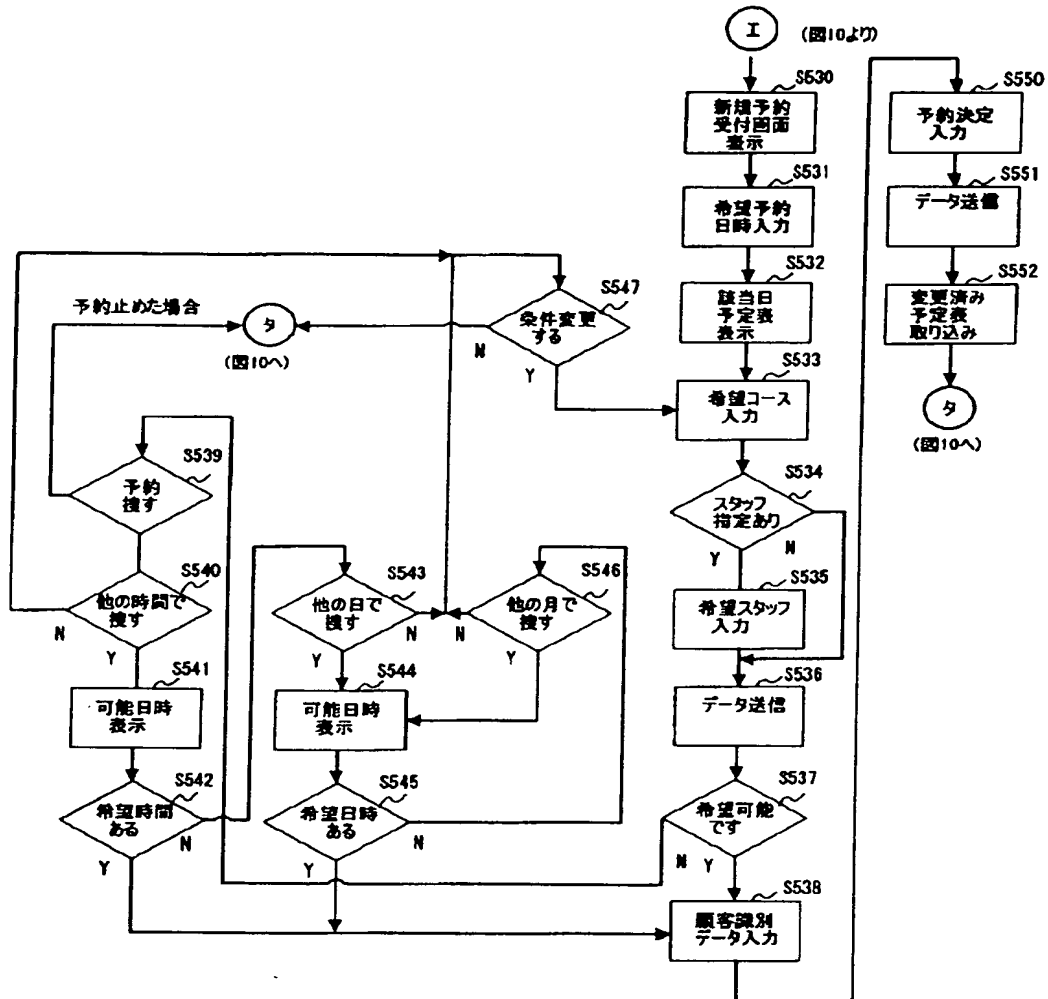 エ
(図10より)
S530
新規予約
受付画面
表示
S531
希望予約
日時入力
S532
該当日
予定表
表示
S533
希望コース
入力
S534
スタッフ
指定あり
Y
N
S535
希望スタッフ
入力
S536
データ送信
S537
希望可能
です
N
Y
S538
顧客識別
データ入力
S550
予約決定
入力
S551
データ送信
S552
変更済み
予定表
取り込み
タ
(図10へ)
S547
条件変更
する
N
Y
予約止めた場合
タ
(図10へ)
S539
予約
捜す
S540
他の時間で
捜す
N
Y
S541
可能日時
表示
S542
希望時間
ある
N
Y
S543
他の日で
捜す
N
Y
S544
可能日時
表示
S545
希望日時
ある
N
Y
S546
他の月で
捜す
N
Y